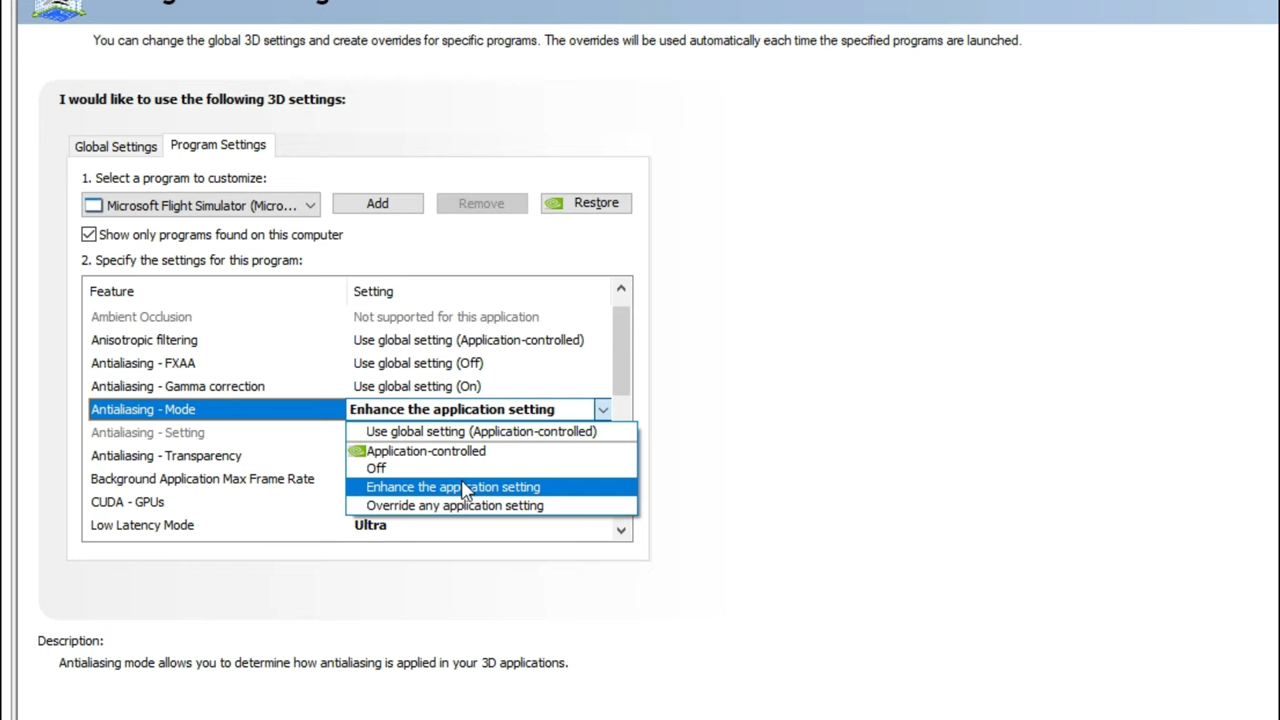 You can change the global 3D settings and create overrides for specific programs. The overrides will be used automatically each time the specified programs are launched.
I would like to use the following 3D settings:
Global Settings Program Settings
1. Select a program to customize:
Microsoft Flight Simulator (Micro... Add Remove Restore
Show only programs found on this computer
2. Specify the settings for this program:
Feature Setting
Ambient Occlusion Not supported for this application
Anisotropic filtering Use global setting (Application-controlled)
Antialiasing - FXAA Use global setting (Off)
Antialiasing - Gamma correction Use global setting (On)
Antialiasing - Mode Enhance the application setting
Antialiasing - Setting Use global setting (Application-controlled)
Antialiasing - Transparency Application-controlled
Off
Background Application Max Frame Rate Enhance the application setting
CUDA - GPUs Override any application setting
Low Latency Mode Ultra
Description:
Antialiasing mode allows you to determine how antialiasing is applied in your 3D applications.